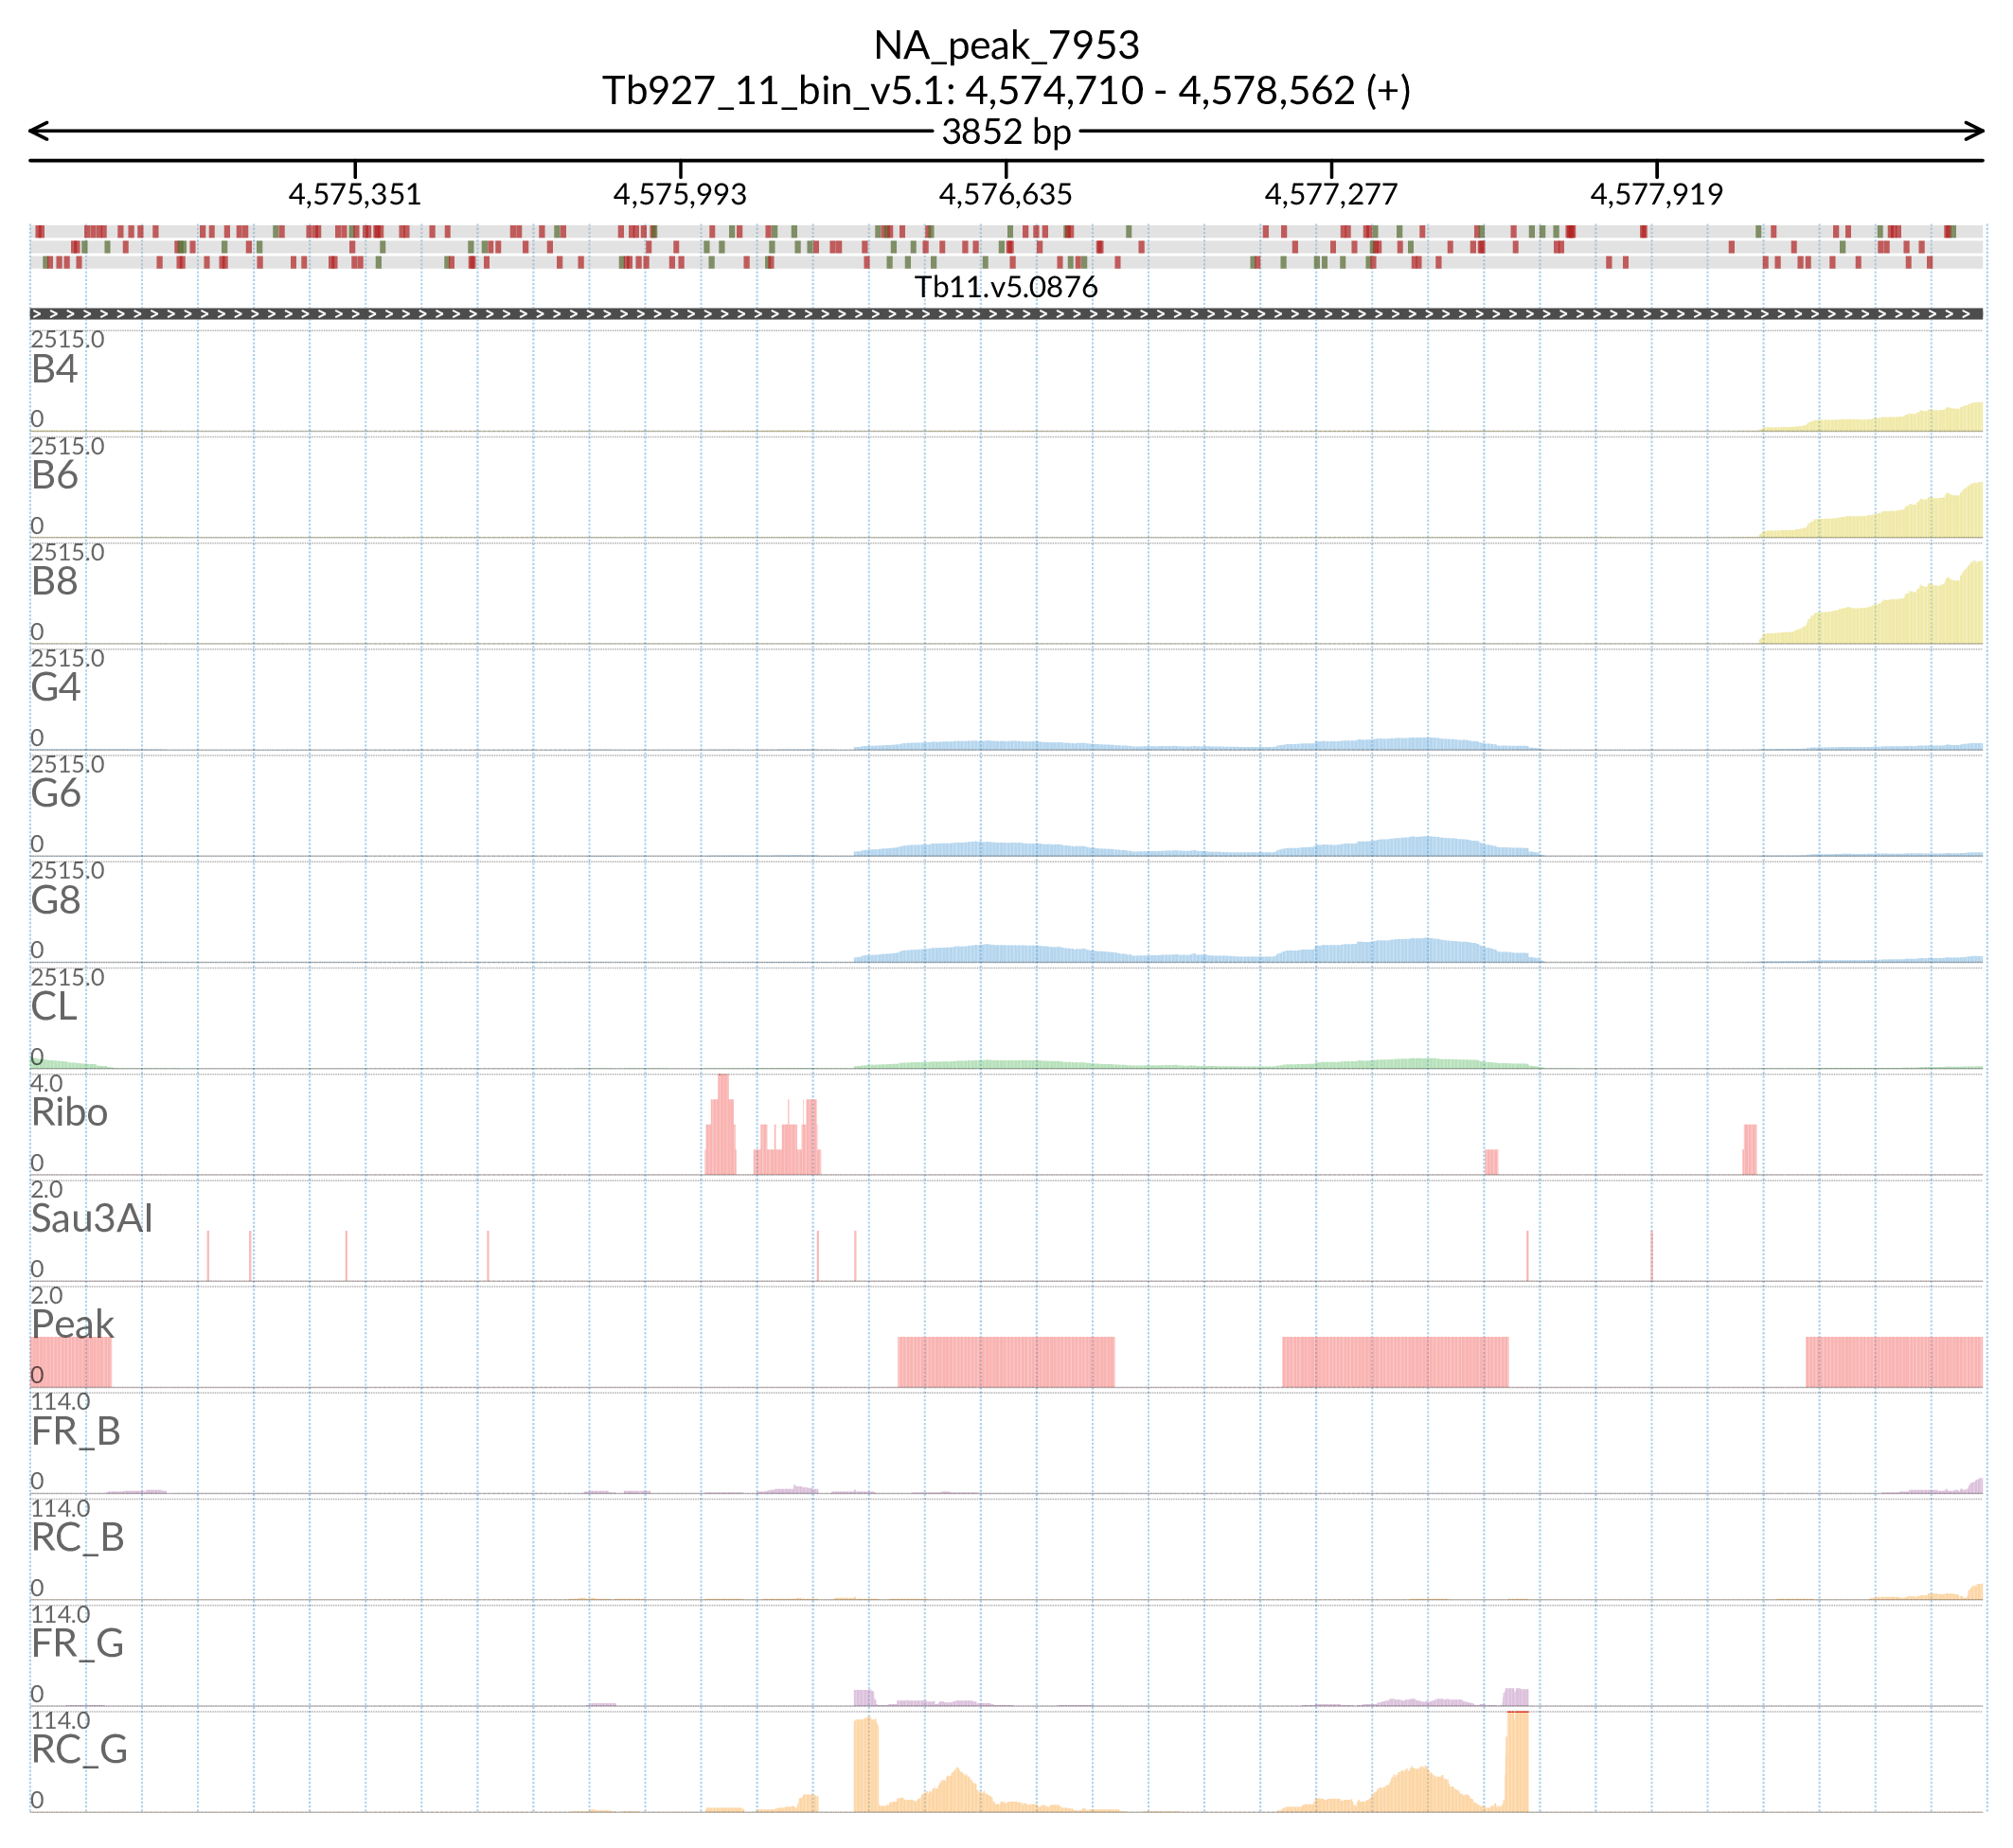 NA_peak_7953
Tb927_11_bin_v5.1: 4,574,710 - 4,578,562 (+)
3852 bp
4,575,351 4,575,993 4,576,635 4,577,277 4,577,919
Tb11.v5.0876
2515.0
B4
0
2515.0
B6
0
2515.0
B8
0
2515.0
G4
0
2515.0
G6
0
2515.0
G8
0
2515.0
CL
0
4.0
Ribo
0
2.0
Sau3AI
0
2.0
Peak
0
114.0
FR_B
0
114.0
RC_B
0
114.0
FR_G
0
114.0
RC_G
0